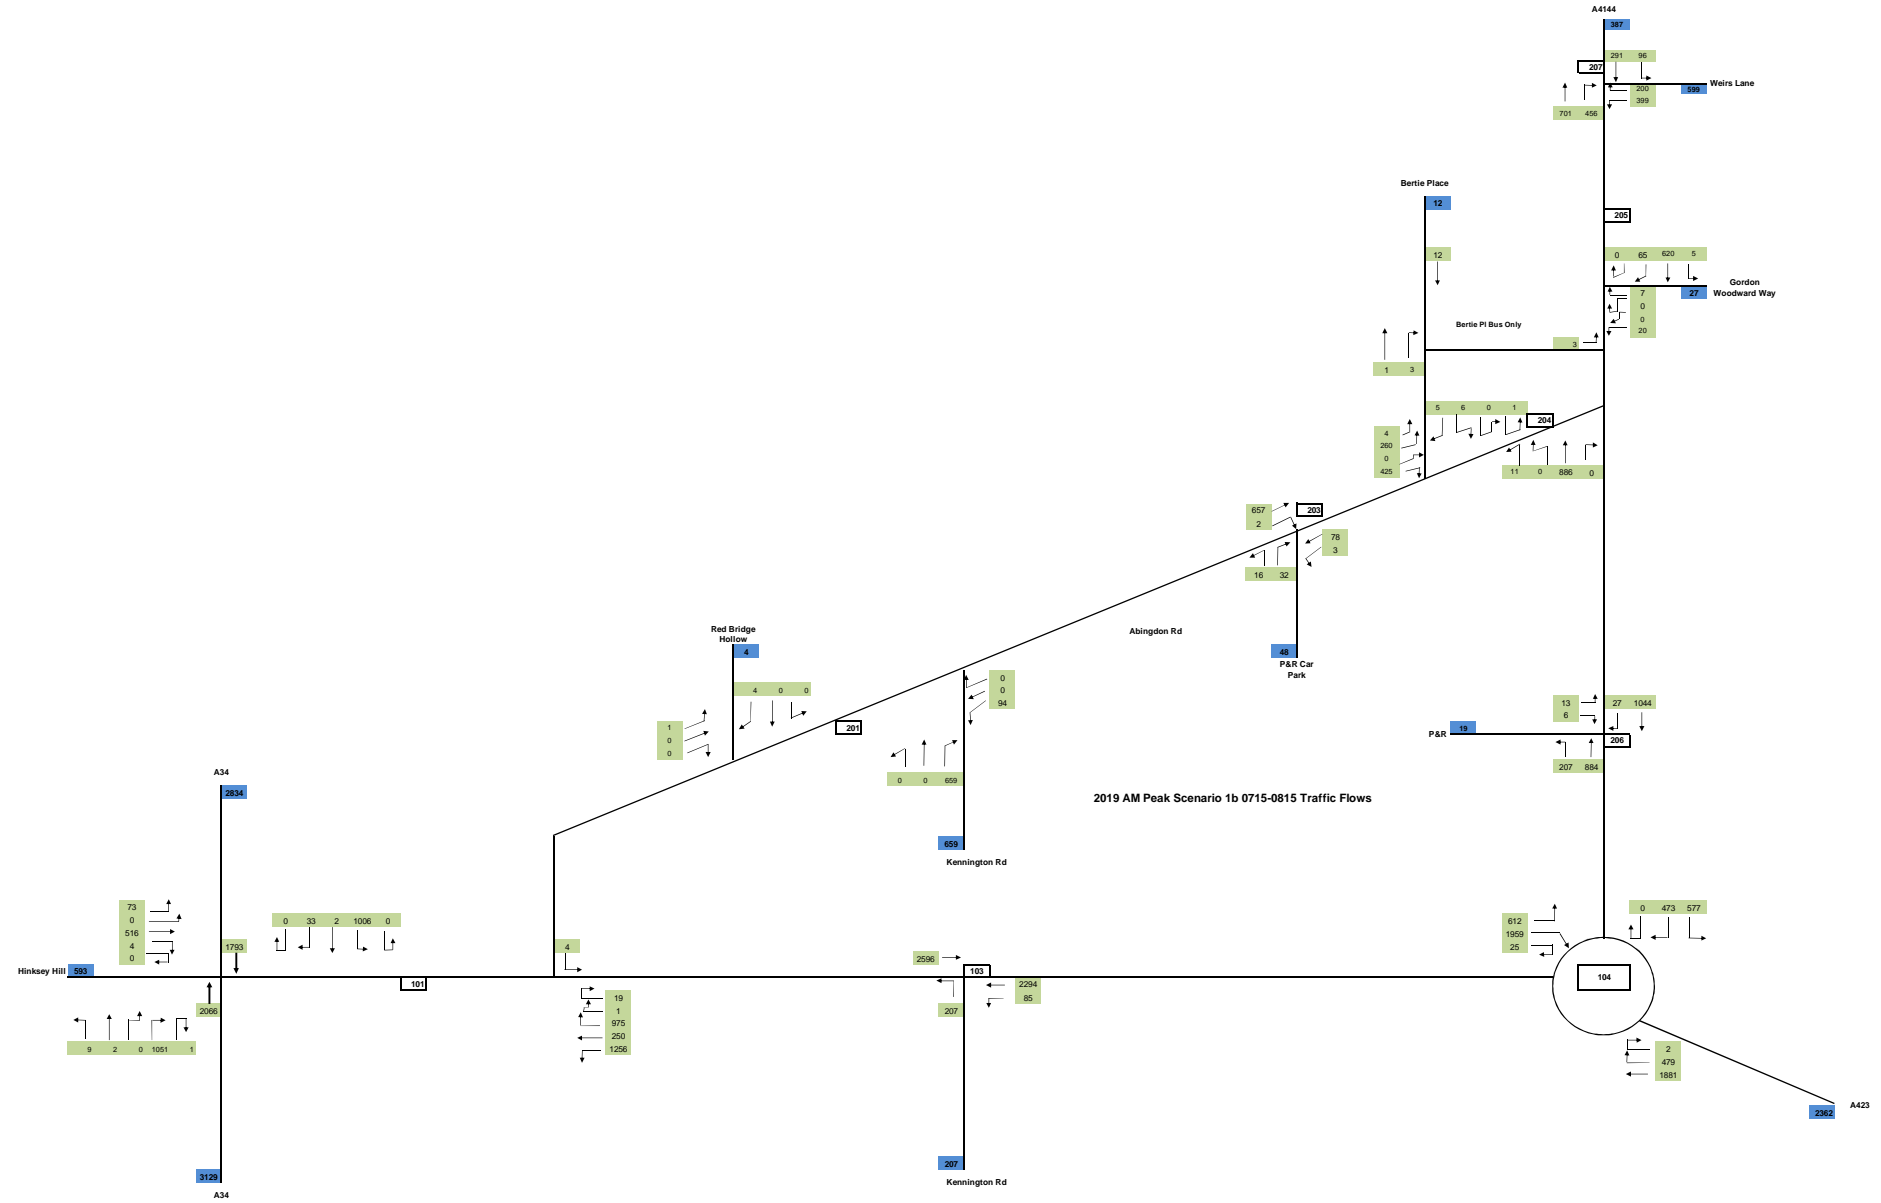 A4144
387
291 96
207
Weirs Lane
200
599
399
701 456
Bertie Place
12
205
12
0 65 620 5
Gordon
Woodward Way
7
27
0
0
20
Bertie Pl Bus Only
3
1 3
5 6 0 1
204
4
260
0
425
11 0 886 0
657
203
2
78
3
16 32
Abingdon Rd
Red Bridge
Hollow
4
48
P&R Car
Park
0
0
94
4 0 0
1
0
0
201
13
6
27 1044
P&R
19
206
207 884
0 0 659
2019 AM Peak Scenario 1b 0715-0815 Traffic Flows
A34
2834
659
Kennington Rd
73
0
516
4
0
0 33 2 1006 0
1793
4
612
1959
25
0 473 577
2596
Hinksey Hill
593
101
103
104
2066
9 2 0 1051 1
19
1
975
250
1256
207
2294
85
2
479
1881
2362
A423
3129
A34
207
Kennington Rd